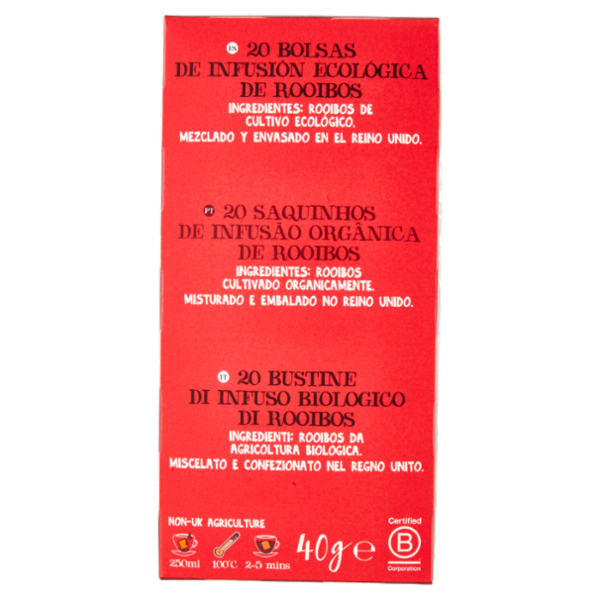 ES 20 BOLSAS
DE INFUSIÓN ECOLÓGICA
DE ROOIBOS
INGREDIENTES: ROOIBOS DE
CULTIVO ECOLÓGICO.
MEZCLADO Y ENVASADO EN EL REINO UNIDO.
PT 20 SAQUINHOS
DE INFUSÃO ORGÂNICA
DE ROOIBOS
INGREDIENTES: ROOIBOS
CULTIVADO ORGANICAMENTE.
MISTURADO E EMBALADO NO REINO UNIDO.
IT 20 BUSTINE
DI INFUSO BIOLOGICO
DI ROOIBOS
INGREDIENTI: ROOIBOS DA
AGRICOLTURA BIOLOGICA.
MISCELATO E CONFEZIONATO NEL REGNO UNITO.
NON-UK AGRICULTURE
250ml 100°C 2-5 mins
40g e
Certified
B
Corporation